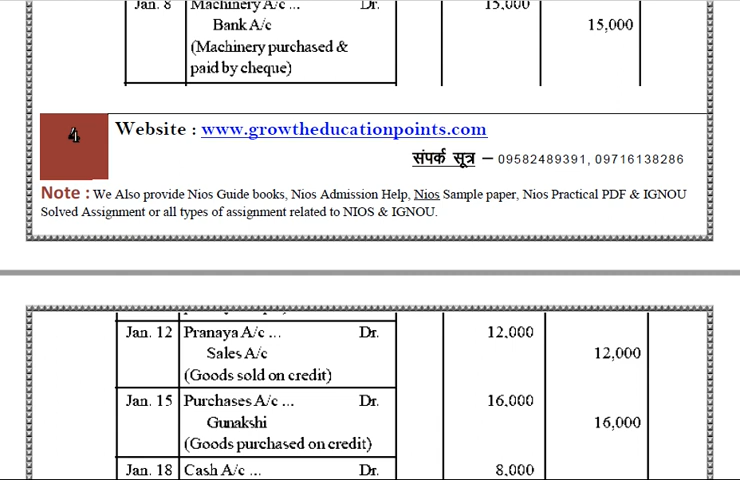 Jan. 8 Machinery A/c ... Dr. 15,000
Bank A/c 15,000
(Machinery purchased &
paid by cheque)
4 Website : www.growtheducationpoints.com
संपर्क सूत्र – 09582489391, 09716138286
Note : We Also provide Nios Guide books, Nios Admission Help, Nios Sample paper, Nios Practical PDF & IGNOU
Solved Assignment or all types of assignment related to NIOS & IGNOU.
Jan. 12 Pranaya A/c ... Dr. 12,000
Sales A/c 12,000
(Goods sold on credit)
Jan. 15 Purchases A/c ... Dr. 16,000
Gunakshi 16,000
(Goods purchased on credit)
Jan. 18 Cash A/c ... Dr. 8,000